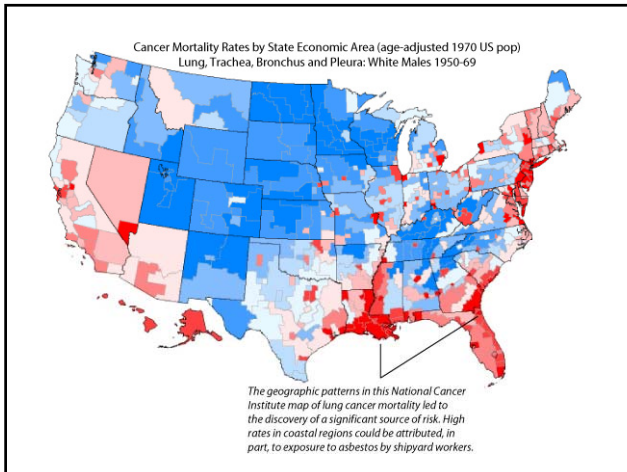 Cancer Mortality Rates by State Economic Area (age-adjusted 1970 US pop)
Lung, Trachea, Bronchus and Pleura: White Males 1950-69
The geographic patterns in this National Cancer
Institute map of lung cancer mortality led to
the discovery of a significant source of risk. High
rates in coastal regions could be attributed, in
part, to exposure to asbestos by shipyard workers.